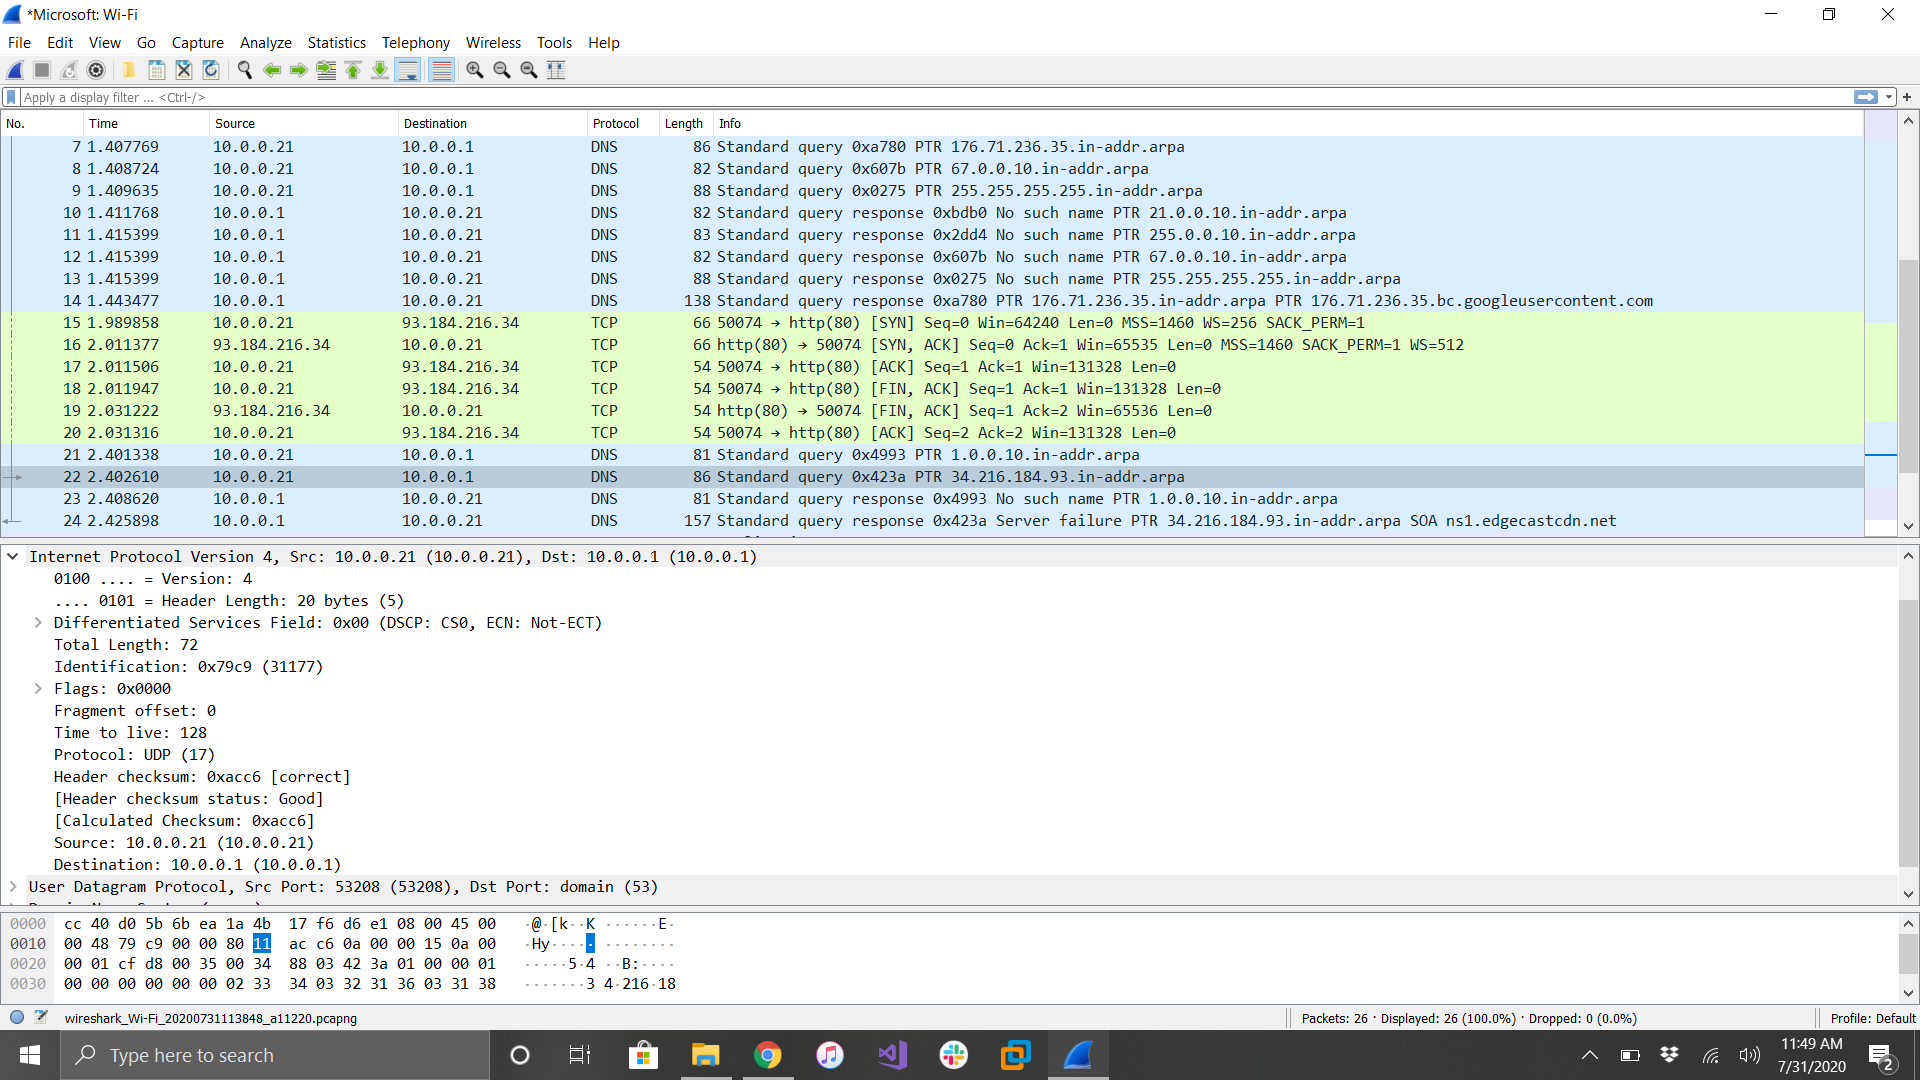 *Microsoft: Wi-Fi
File Edit View Go Capture Analyze Statistics Telephony Wireless Tools Help
Apply a display filter ... <Ctrl-/>
No. Time Source Destination Protocol Length Info
7 1.407769 10.0.0.21 10.0.0.1 DNS 86 Standard query 0xa780 PTR 176.71.236.35.in-addr.arpa
8 1.408724 10.0.0.21 10.0.0.1 DNS 82 Standard query 0x607b PTR 67.0.0.10.in-addr.arpa
9 1.409635 10.0.0.21 10.0.0.1 DNS 88 Standard query 0x0275 PTR 255.255.255.255.in-addr.arpa
10 1.411768 10.0.0.1 10.0.0.21 DNS 82 Standard query response 0xbdb0 No such name PTR 21.0.0.10.in-addr.arpa
11 1.415399 10.0.0.1 10.0.0.21 DNS 83 Standard query response 0x2dd4 No such name PTR 255.0.0.10.in-addr.arpa
12 1.415399 10.0.0.1 10.0.0.21 DNS 82 Standard query response 0x607b No such name PTR 67.0.0.10.in-addr.arpa
13 1.415399 10.0.0.1 10.0.0.21 DNS 88 Standard query response 0x0275 No such name PTR 255.255.255.255.in-addr.arpa
14 1.443477 10.0.0.1 10.0.0.21 DNS 138 Standard query response 0xa780 PTR 176.71.236.35.in-addr.arpa PTR 176.71.236.35.bc.googleusercontent.com
15 1.989858 10.0.0.21 93.184.216.34 TCP 66 50074 → http(80) [SYN] Seq=0 Win=64240 Len=0 MSS=1460 WS=256 SACK_PERM=1
16 2.011377 93.184.216.34 10.0.0.21 TCP 66 http(80) → 50074 [SYN, ACK] Seq=0 Ack=1 Win=65535 Len=0 MSS=1460 SACK_PERM=1 WS=512
17 2.011506 10.0.0.21 93.184.216.34 TCP 54 50074 → http(80) [ACK] Seq=1 Ack=1 Win=131328 Len=0
18 2.011947 10.0.0.21 93.184.216.34 TCP 54 50074 → http(80) [FIN, ACK] Seq=1 Ack=1 Win=131328 Len=0
19 2.031222 93.184.216.34 10.0.0.21 TCP 54 http(80) → 50074 [FIN, ACK] Seq=1 Ack=2 Win=65536 Len=0
20 2.031316 10.0.0.21 93.184.216.34 TCP 54 50074 → http(80) [ACK] Seq=2 Ack=2 Win=131328 Len=0
21 2.401338 10.0.0.21 10.0.0.1 DNS 81 Standard query 0x4993 PTR 1.0.0.10.in-addr.arpa
22 2.402610 10.0.0.21 10.0.0.1 DNS 86 Standard query 0x423a PTR 34.216.184.93.in-addr.arpa
23 2.408620 10.0.0.1 10.0.0.21 DNS 81 Standard query response 0x4993 No such name PTR 1.0.0.10.in-addr.arpa
24 2.425898 10.0.0.1 10.0.0.21 DNS 157 Standard query response 0x423a Server failure PTR 34.216.184.93.in-addr.arpa SOA ns1.edgecastcdn.net
Internet Protocol Version 4, Src: 10.0.0.21 (10.0.0.21), Dst: 10.0.0.1 (10.0.0.1)
0100 .... = Version: 4
.... 0101 = Header Length: 20 bytes (5)
Differentiated Services Field: 0x00 (DSCP: CS0, ECN: Not-ECT)
Total Length: 72
Identification: 0x79c9 (31177)
Flags: 0x0000
Fragment offset: 0
Time to live: 128
Protocol: UDP (17)
Header checksum: 0xacc6 [correct]
[Header checksum status: Good]
[Calculated Checksum: 0xacc6]
Source: 10.0.0.21 (10.0.0.21)
Destination: 10.0.0.1 (10.0.0.1)
User Datagram Protocol, Src Port: 53208 (53208), Dst Port: domain (53)
0000 cc 40 d0 5b 6b ea 1a 4b 17 f6 d6 e1 08 00 45 00 ·@·[k··K ······E·
0010 00 48 79 c9 00 00 80 11 ac c6 0a 00 00 15 0a 00 ·Hy····· ········
0020 00 01 cf d8 00 35 00 34 88 03 42 3a 01 00 00 01 ·····5·4 ··B:····
0030 00 00 00 00 00 00 02 33 34 03 32 31 36 03 31 38 ·······3 4·216·18
wireshark_Wi-Fi_20200731113848_a11220.pcapng
Packets: 26 · Displayed: 26 (100.0%) · Dropped: 0 (0.0%)
Profile: Default
Type here to search
11:49 AM
7/31/2020
2